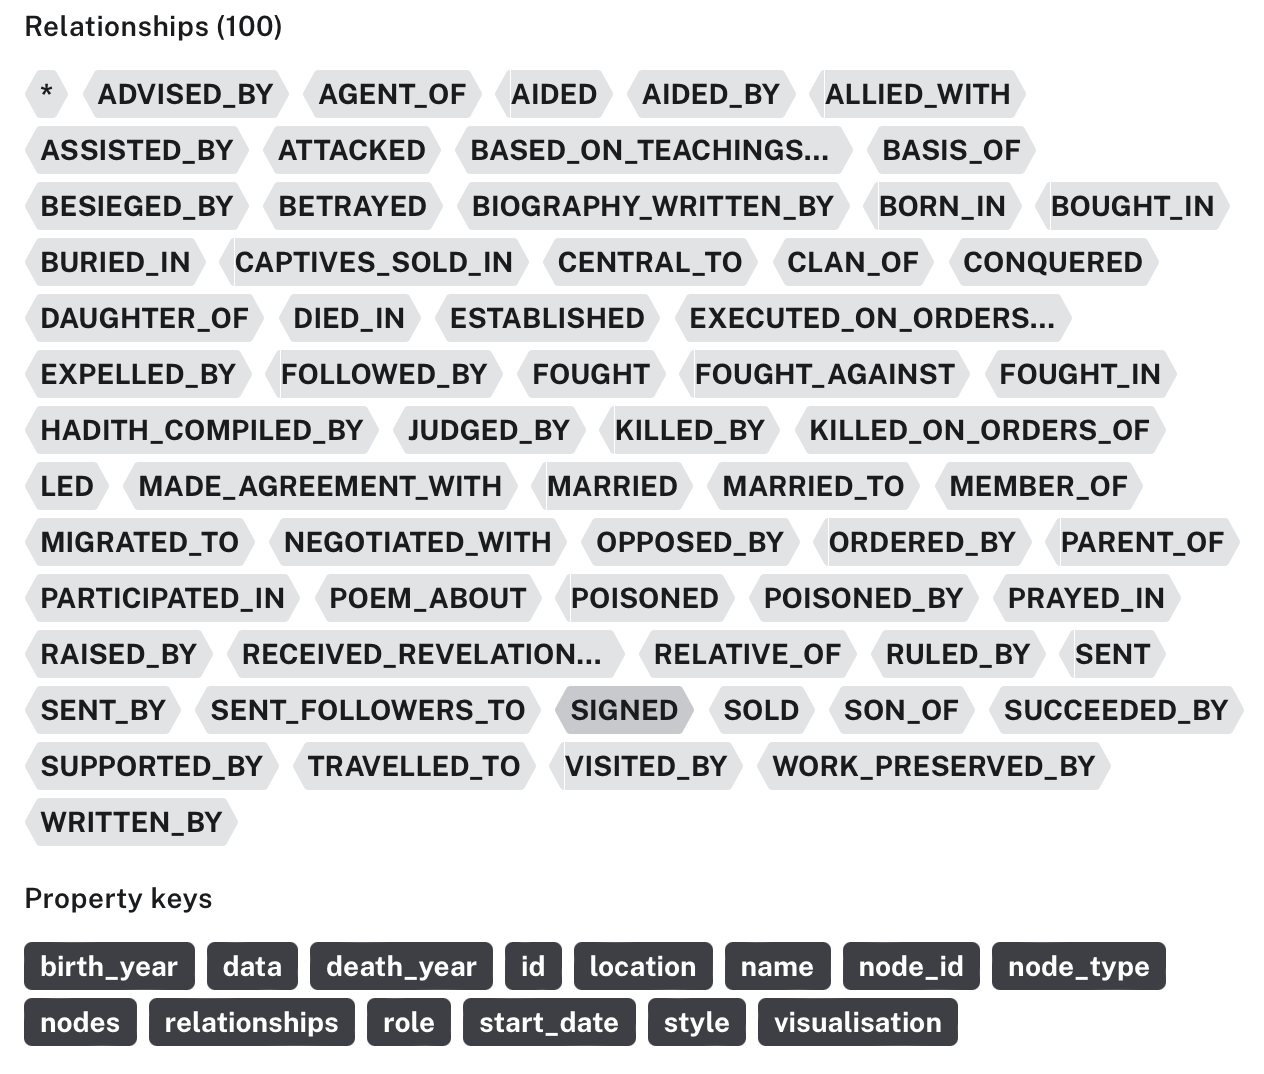 Relationships (100)
* ADVISED_BY AGENT_OF AIDED AIDED_BY ALLIED_WITH
ASSISTED_BY ATTACKED BASED_ON_TEACHINGS... BASIS_OF
BESIEGED_BY BETRAYED BIOGRAPHY_WRITTEN_BY BORN_IN BOUGHT_IN
BURIED_IN CAPTIVES_SOLD_IN CENTRAL_TO CLAN_OF CONQUERED
DAUGHTER_OF DIED_IN ESTABLISHED EXECUTED_ON_ORDERS...
EXPELLED_BY FOLLOWED_BY FOUGHT FOUGHT_AGAINST FOUGHT_IN
HADITH_COMPILED_BY JUDGED_BY KILLED_BY KILLED_ON_ORDERS_OF
LED MADE_AGREEMENT_WITH MARRIED MARRIED_TO MEMBER_OF
MIGRATED_TO NEGOTIATED_WITH OPPOSED_BY ORDERED_BY PARENT_OF
PARTICIPATED_IN POEM_ABOUT POISONED POISONED_BY PRAYED_IN
RAISED_BY RECEIVED_REVELATION... RELATIVE_OF RULED_BY SENT
SENT_BY SENT_FOLLOWERS_TO SIGNED SOLD SON_OF SUCCEEDED_BY
SUPPORTED_BY TRAVELLED_TO VISITED_BY WORK_PRESERVED_BY
WRITTEN_BY
Property keys
birth_year data death_year id location name node_id node_type
nodes relationships role start_date style visualisation